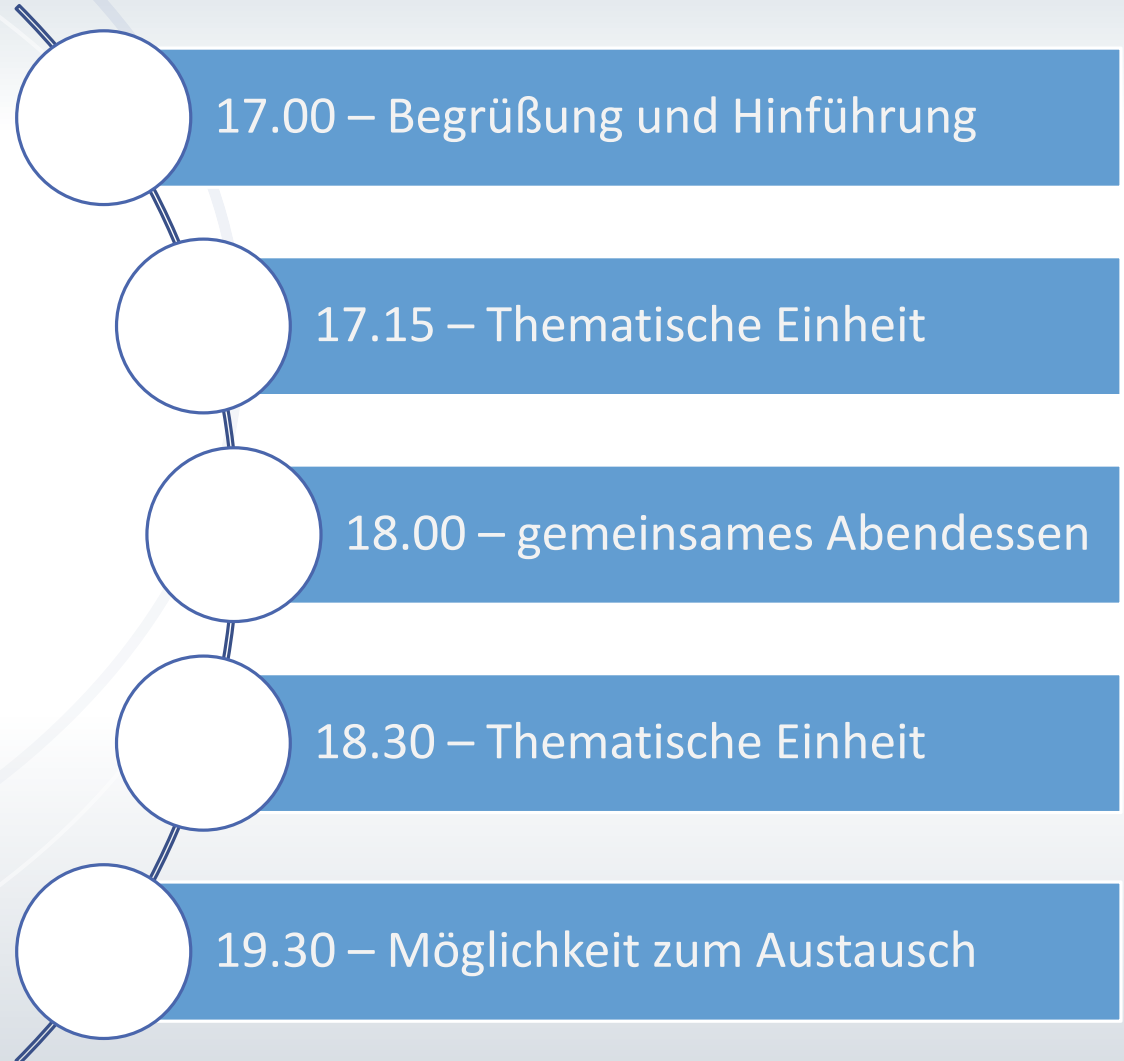 17.00 – Begrüßung und Hinführung
17.15 – Thematische Einheit
18.00 – gemeinsames Abendessen
18.30 – Thematische Einheit
19.30 – Möglichkeit zum Austausch